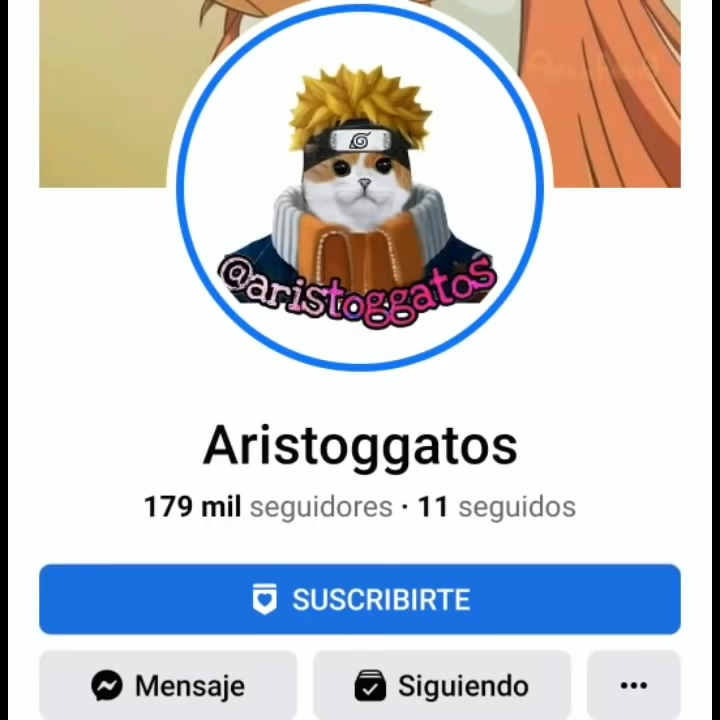 @aristoggatos
Aristoggatos
179 mil seguidores · 11 seguidos
SUSCRIBIRTE
Mensaje
Siguiendo